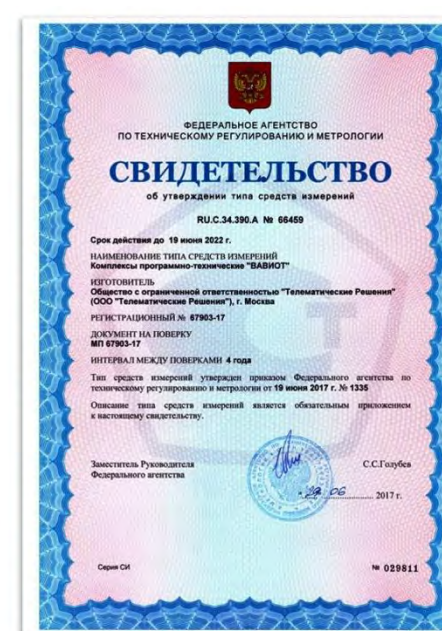 ФЕДЕРАЛЬНОЕ АГЕНТСТВО
ПО ТЕХНИЧЕСКОМУ РЕГУЛИРОВАНИЮ И МЕТРОЛОГИИ
СВИДЕТЕЛЬСТВО
об утверждении типа средств измерений
RU.C.34.390.A № 66459
Срок действия до 19 июня 2022 г.
НАИМЕНОВАНИЕ ТИПА СРЕДСТВ ИЗМЕРЕНИЙ
Комплексы программно-технические "ВАВИОТ"
ИЗГОТОВИТЕЛЬ
Общество с ограниченной ответственностью "Телематические Решения"
(ООО "Телематические Решения"), г. Москва
РЕГИСТРАЦИОННЫЙ № 67903-17
ДОКУМЕНТ НА ПОВЕРКУ
МП 67903-17
ИНТЕРВАЛ МЕЖДУ ПОВЕРКАМИ 4 года
Тип средств измерений утвержден приказом Федерального агентства по
техническому регулированию и метрологии от 19 июня 2017 г. № 1335
Описание типа средств измерений является обязательным приложением
к настоящему свидетельству.
Заместитель Руководителя С.С.Голубев
Федерального агентства
06 2017 г.
Серия СИ № 029811